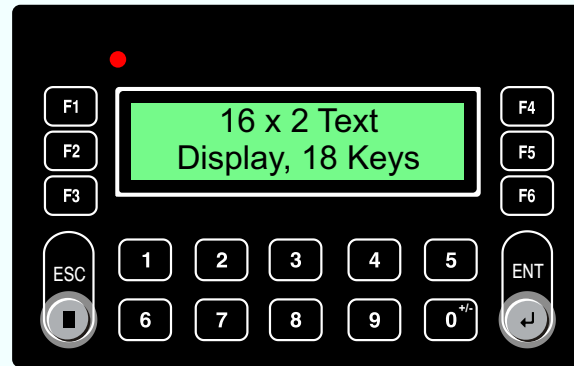 F1
F2
F3
16 x 2 Text
Display, 18 Keys
F4
F5
F6
ESC
1 2 3 4 5
ENT
6 7 8 9 0+/-